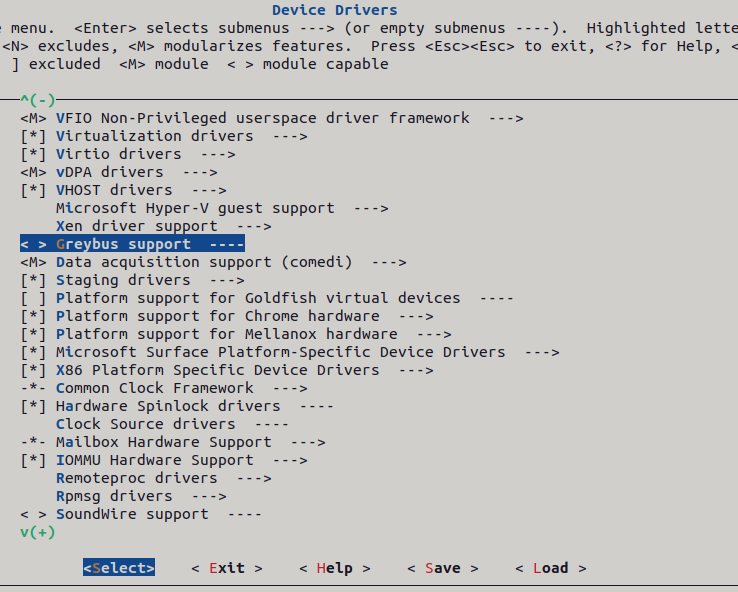 Device Drivers
menu. <Enter> selects submenus ---> (or empty submenus ----). Highlighted lette
<N> excludes, <M> modularizes features. Press <Esc><Esc> to exit, <?> for Help, <
] excluded <M> module < > module capable
^(-)
<M> VFIO Non-Privileged userspace driver framework --->
[*] Virtualization drivers --->
[*] Virtio drivers --->
<M> vDPA drivers --->
[*] VHOST drivers --->
Microsoft Hyper-V guest support --->
Xen driver support --->
< > Greybus support ----
<M> Data acquisition support (comedi) --->
[*] Staging drivers --->
[ ] Platform support for Goldfish virtual devices ----
[*] Platform support for Chrome hardware --->
[*] Platform support for Mellanox hardware --->
[*] Microsoft Surface Platform-Specific Device Drivers --->
[*] X86 Platform Specific Device Drivers --->
-*- Common Clock Framework --->
[*] Hardware Spinlock drivers ----
Clock Source drivers ----
-*- Mailbox Hardware Support --->
[*] IOMMU Hardware Support --->
Remoteproc drivers --->
Rpmsg drivers --->
< > SoundWire support ----
v(+)
<Select> < Exit > < Help > < Save > < Load >